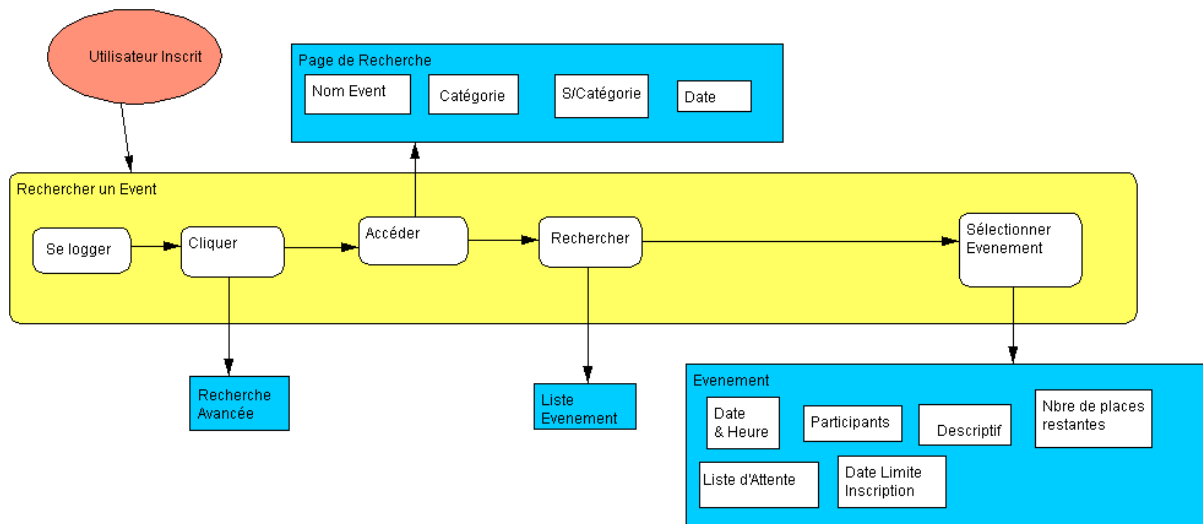 Utilisateur Inscrit
Page de Recherche
Nom Event
Catégorie
S/Catégorie
Date
Rechercher un Event
Se logger
Cliquer
Accéder
Rechercher
Sélectionner
Evenement
Recherche
Avancée
Liste
Evenement
Evenement
Date
& Heure
Participants
Descriptif
Nbre de places
restantes
Liste d'Attente
Date Limite
Inscription